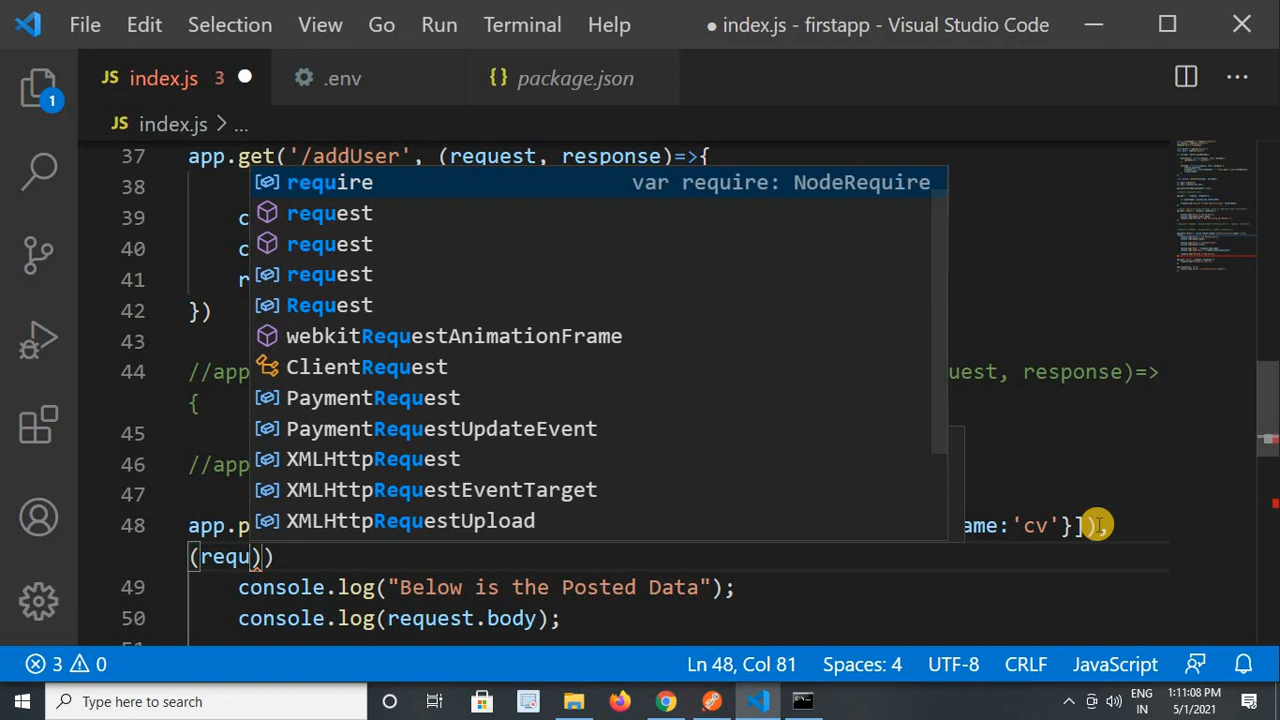 File Edit Selection View Go Run Terminal Help ● index.js - firstapp - Visual Studio Code
JS index.js 3 .env {} package.json
JS index.js > ...
37 app.get('/addUser', (request, response)=>{
38 require var require: NodeRequire
39 c request
request
40 c request
41 r Request
42 })
webkitRequestAnimationFrame
43
44 //app ClientRequest uest, response)=>
{ PaymentRequest
45 PaymentRequestUpdateEvent
46 //app XMLHttpRequest
47 XMLHttpRequestEventTarget
48 app.p XMLHttpRequestUpload ame:'cv'}]),
(requ))
49 console.log("Below is the Posted Data");
50 console.log(request.body);
1
3 0 Ln 48, Col 81 Spaces: 4 UTF-8 CRLF JavaScript
Type here to search
ENG
IN
1:11:08 PM
5/1/2021